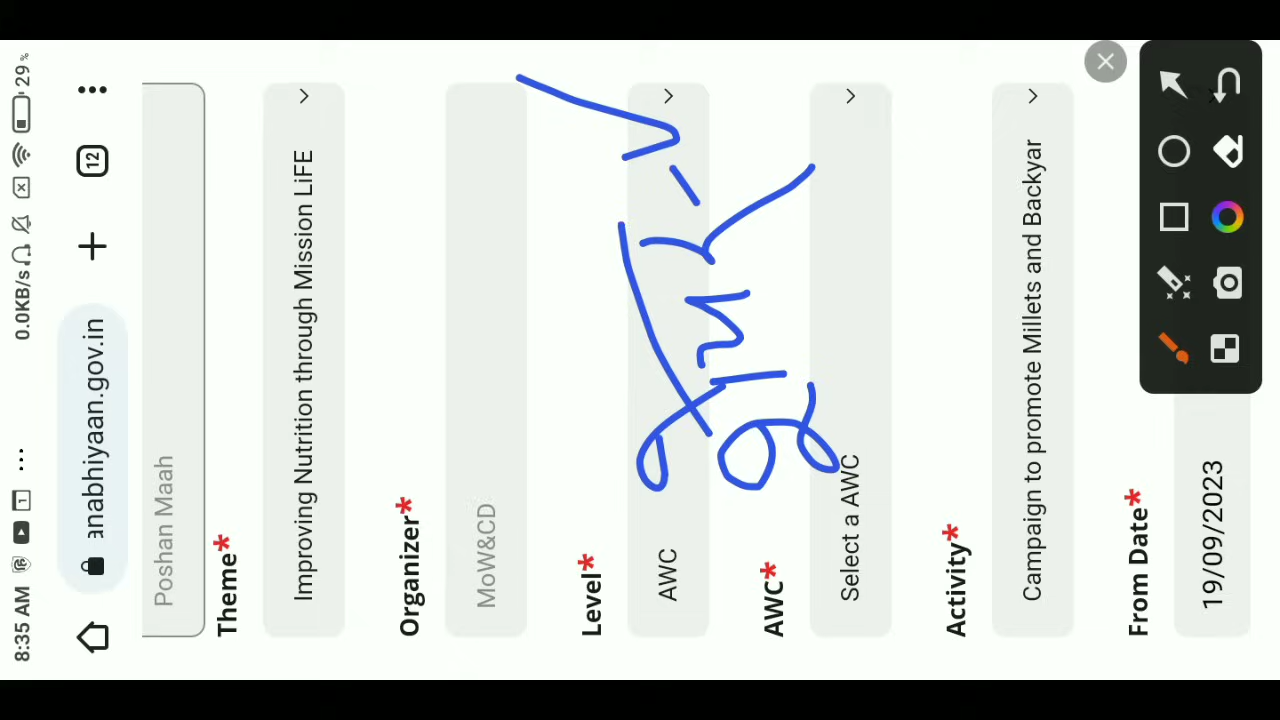 8:35 AM
0.0KB/s
29%
anabhiyaan.gov.in
12
Poshan Maah
Theme*
Improving Nutrition through Mission LiFE
Organizer*
MoW&CD
Level*
AWC
AWC*
Select a AWC
Activity*
Campaign to promote Millets and Backyar
From Date*
19/09/2023